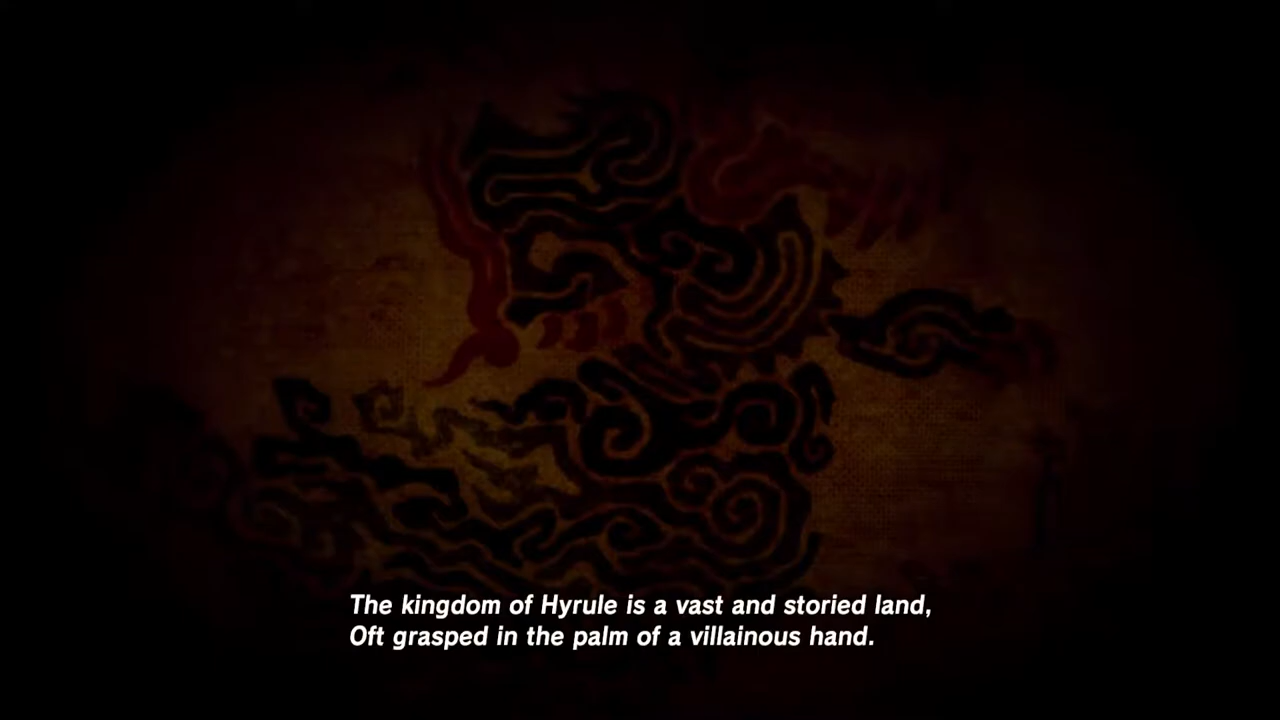 The kingdom of Hyrule is a vast and storied land,
Oft grasped in the palm of a villainous hand.